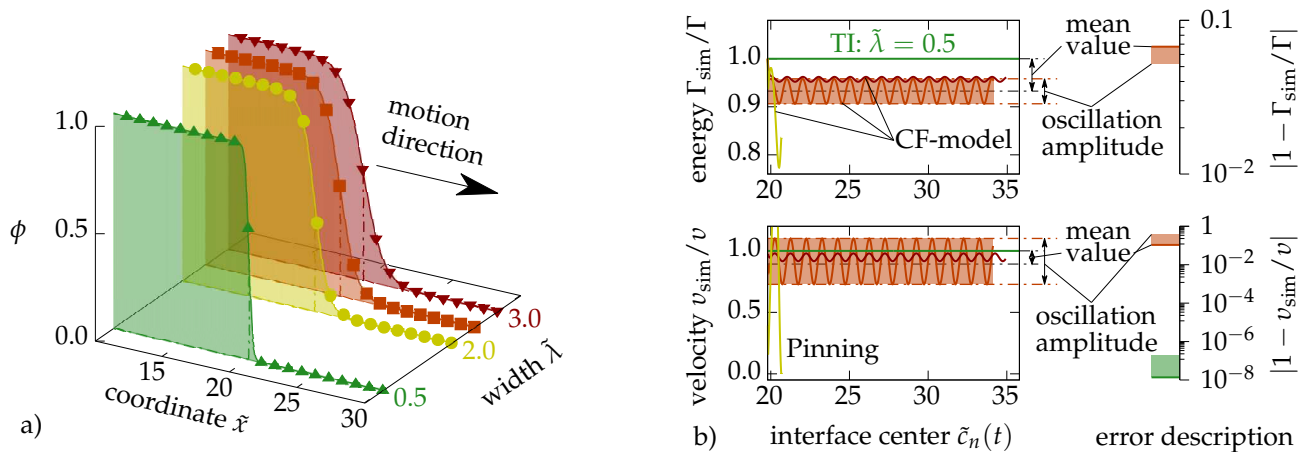 a)
ϕ
1.0
0.5
0.0
motion
direction
15
20
25
30
coordinate x̃
0.5
2.0
3.0
width λ̃
b)
energy Γsim/Γ
1.0
0.9
0.8
TI: λ̃ = 0.5
CF-model
20
25
30
35
mean
value
oscillation
amplitude
0.1
10⁻²
|1 − Γsim/Γ|
velocity vsim/v
1.0
0.5
0.0
Pinning
20
25
30
35
mean
value
oscillation
amplitude
1
10⁻²
10⁻⁴
10⁻⁶
10⁻⁸
|1 − vsim/v|
interface center c̃n(t)
error description